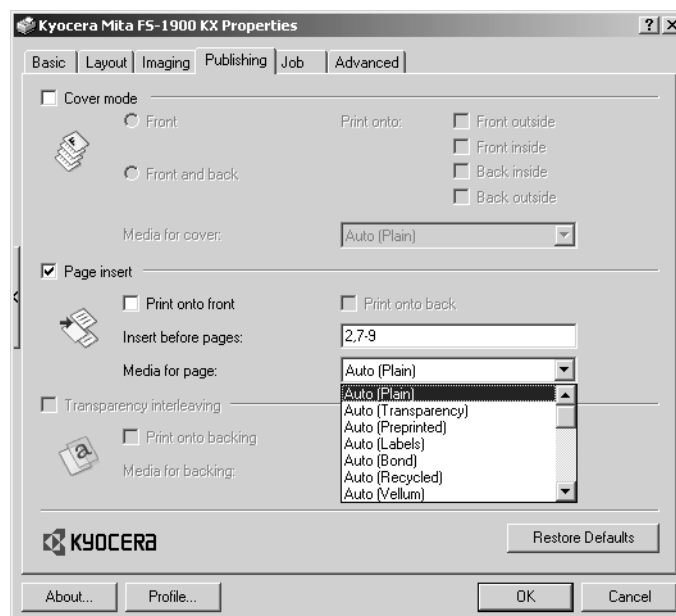 Kyocera Mita FS-1900 KX Properties
Basic Layout Imaging Publishing Job Advanced
Cover mode
Front Print onto: Front outside
Front inside
Front and back Back inside
Back outside
Media for cover: Auto (Plain)
Page insert
Print onto front Print onto back
Insert before pages: 2,7-9
Media for page: Auto (Plain)
Auto (Plain)
Transparency interleaving Auto (Transparency)
Auto (Preprinted)
Print onto backing Auto (Labels)
Auto (Bond)
Media for backing: Auto (Recycled)
Auto (Vellum)
KYOCERA Restore Defaults
About... Profile... OK Cancel